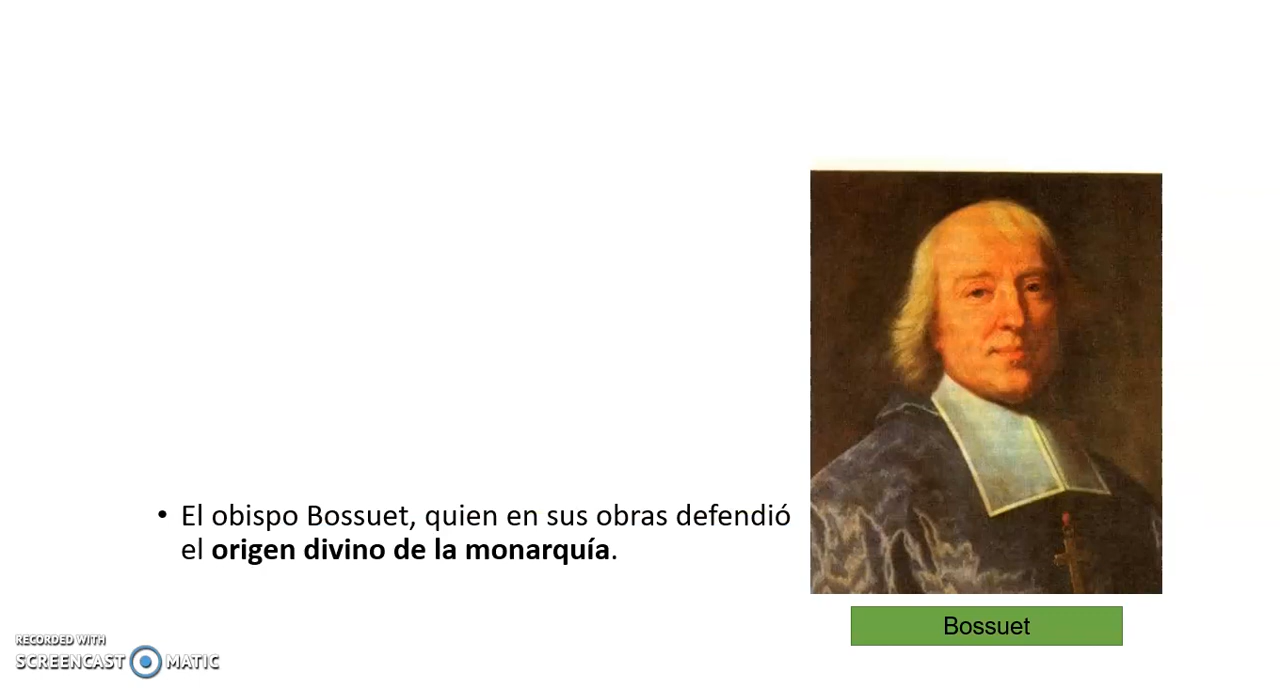 • El obispo Bossuet, quien en sus obras defendió
el origen divino de la monarquía.
Bossuet
RECORDED WITH
SCREENCAST MATIC